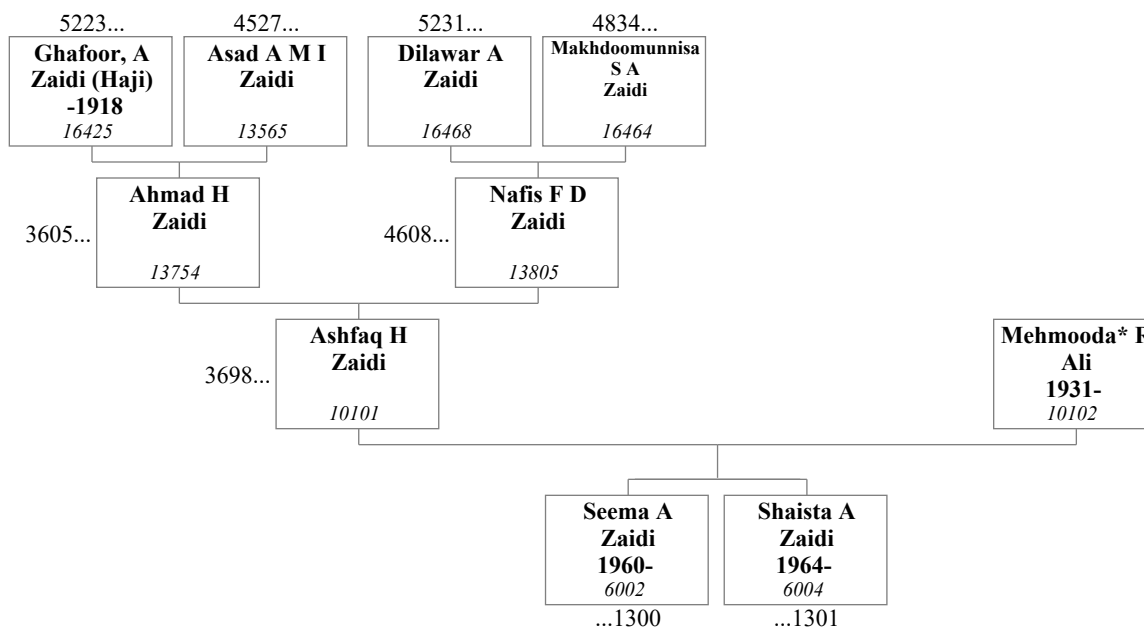 5223...
4527...
5231...
4834...
Ghafoor, A
Zaidi (Haji)
-1918
16425
Asad A M I
Zaidi
13565
Dilawar A
Zaidi
16468
Makhdoomunnisa
S A
Zaidi
16464
3605...
Ahmad H
Zaidi
13754
4608...
Nafis F D
Zaidi
13805
3698...
Ashfaq H
Zaidi
10101
Mehmooda* R
Ali
1931-
10102
Seema A
Zaidi
1960-
6002
...1300
Shaista A
Zaidi
1964-
6004
...1301